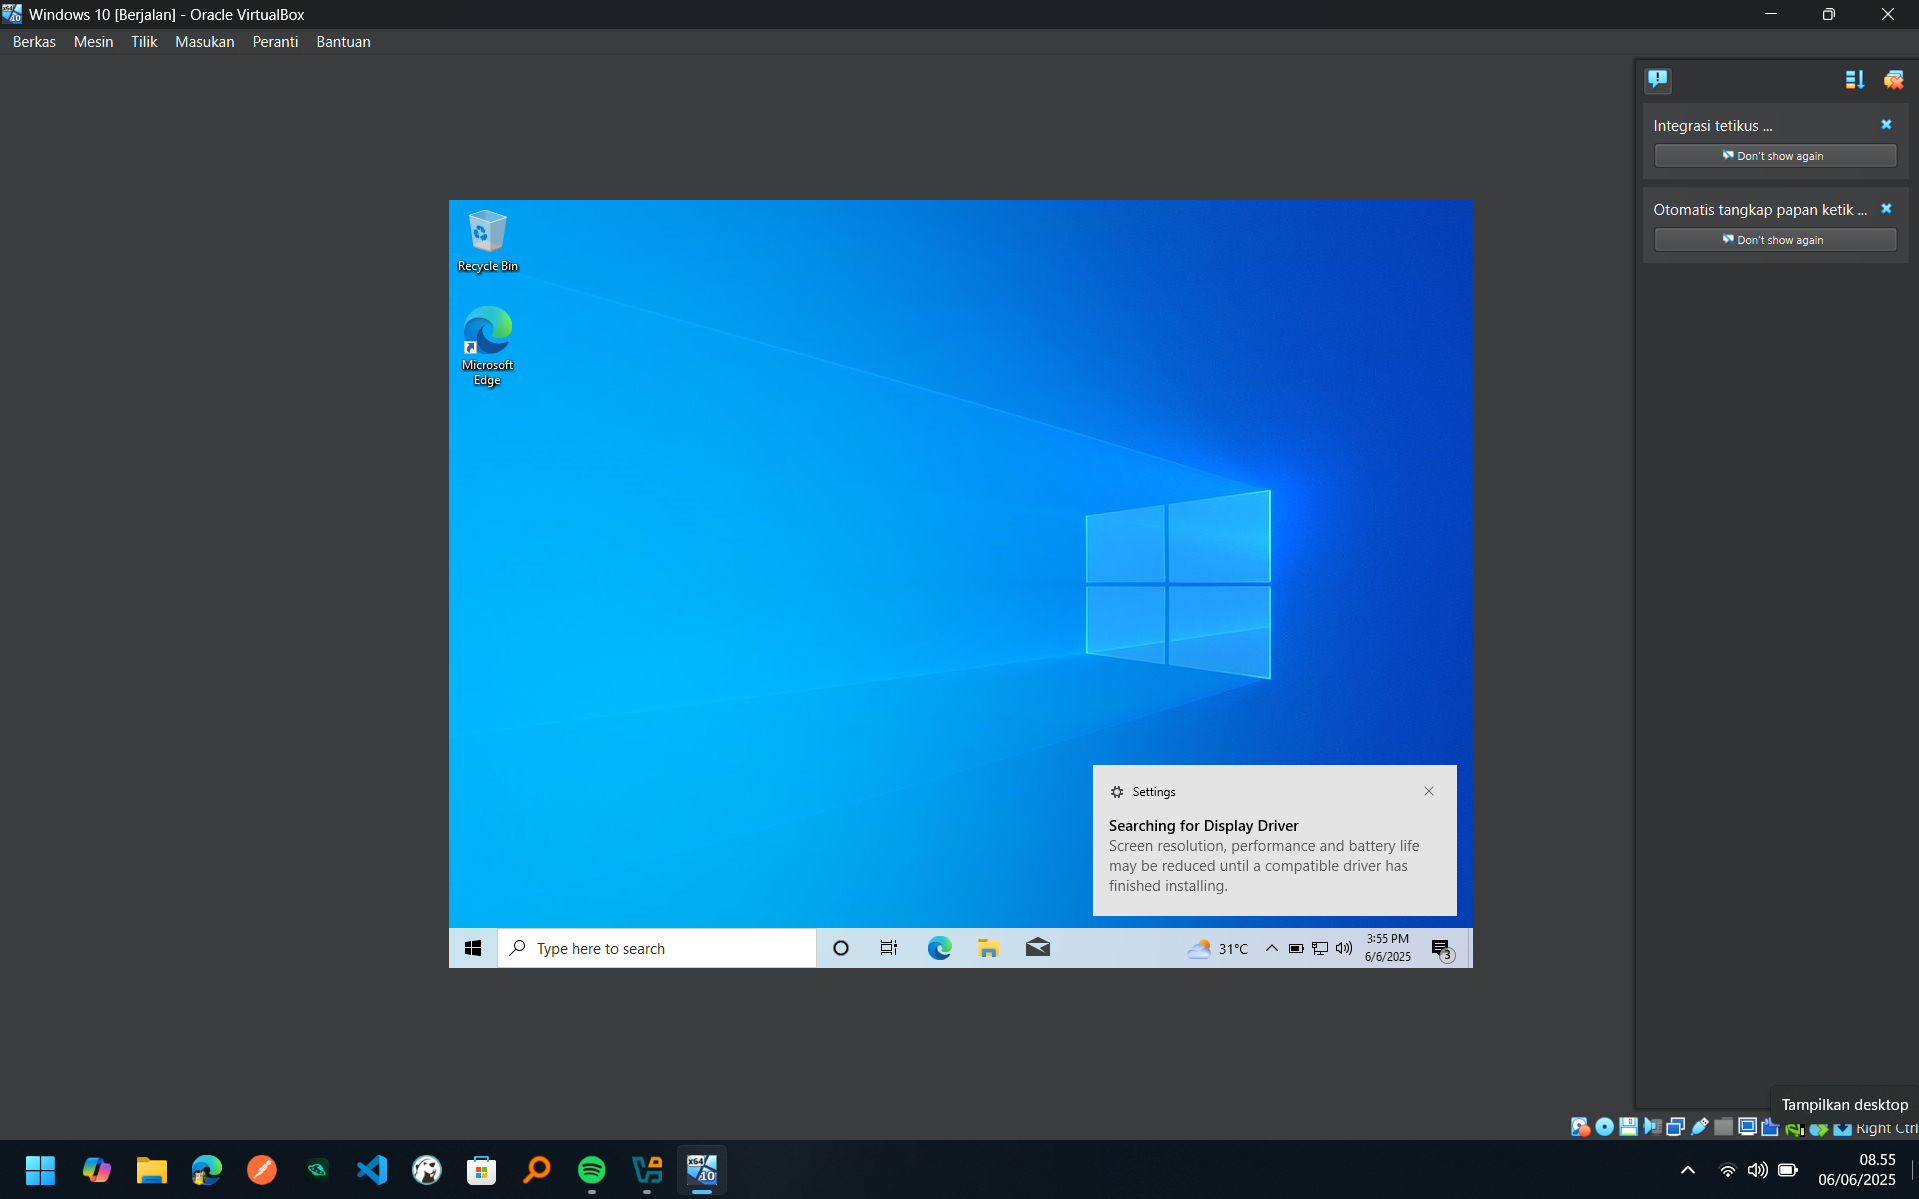 Windows 10 [Berjalan] - Oracle VirtualBox
Berkas Mesin Tilik Masukan Peranti Bantuan
Integrasi tetikus ...
Don't show again
Otomatis tangkap papan ketik ...
Don't show again
Recycle Bin
Microsoft
Edge
Settings
Searching for Display Driver
Screen resolution, performance and battery life
may be reduced until a compatible driver has
finished installing.
Type here to search
31°C
3:55 PM
6/6/2025
3
Tampilkan desktop
Right Ctrl
x64
10
08.55
06/06/2025